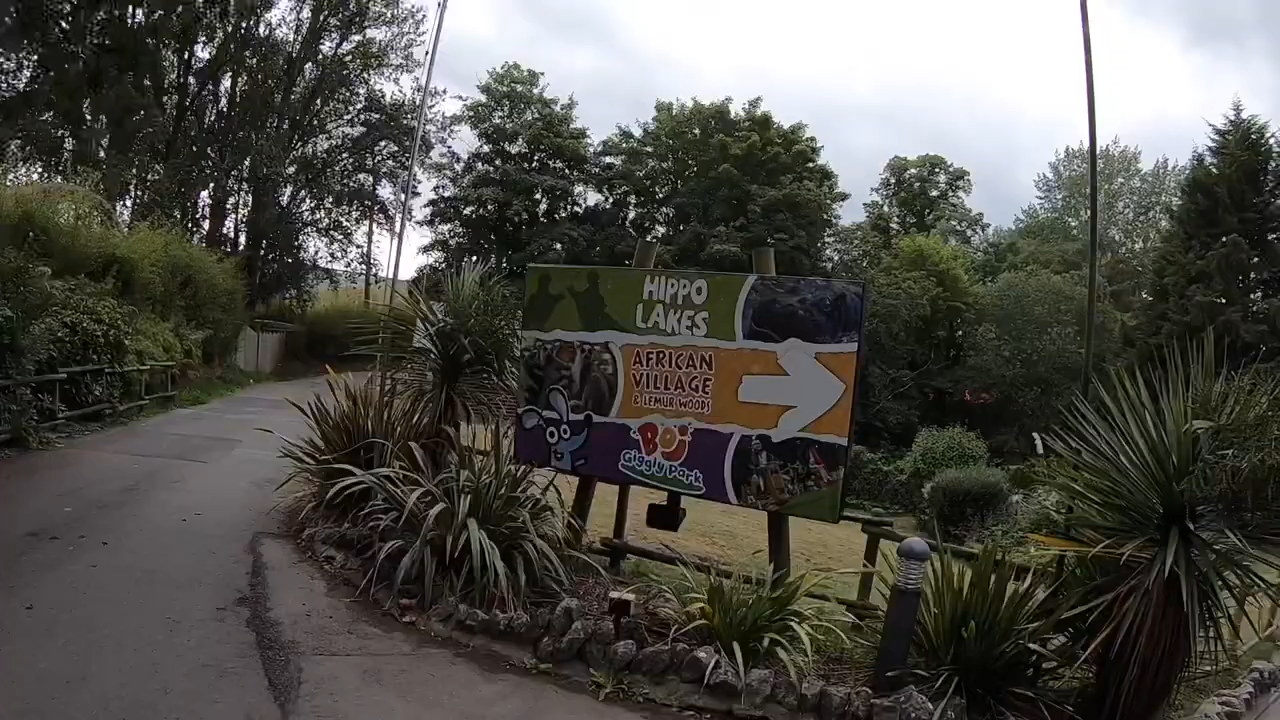 HIPPO
LAKES
AFRICAN
VILLAGE
& LEMUR WOODS
BOJ
GIGGLY PARK